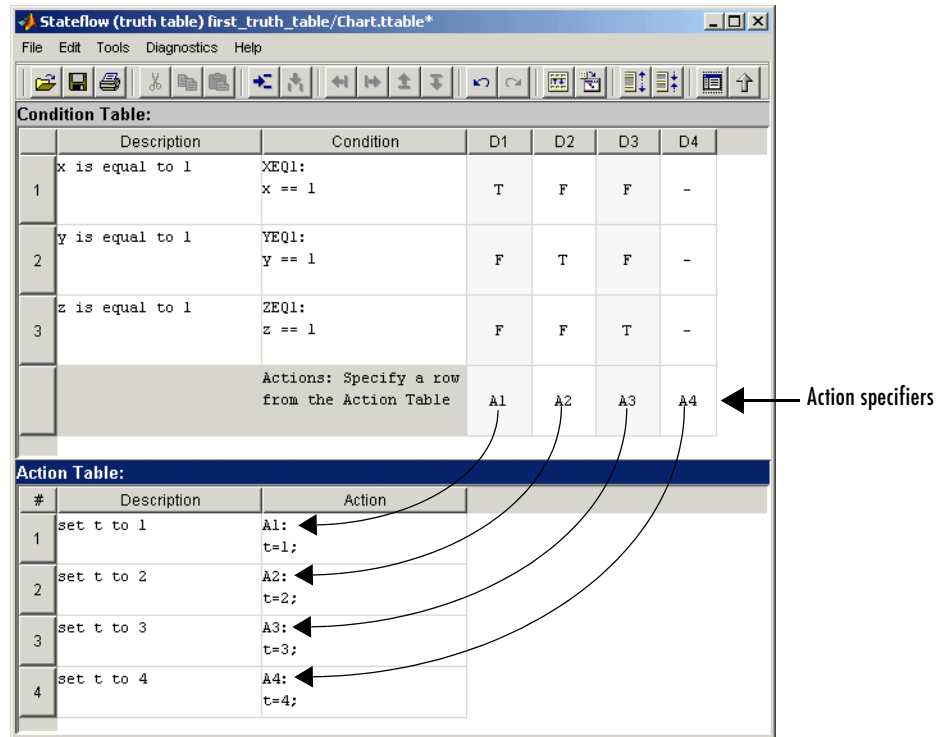 Stateflow (truth table) first_truth_table/Chart.ttable*
File Edit Tools Diagnostics Help
Condition Table:
Description Condition D1 D2 D3 D4
1 x is equal to 1 XEQ1:
x == 1 T F F -
2 y is equal to 1 YEQ1:
y == 1 F T F -
3 z is equal to 1 ZEQ1:
z == 1 F F T -
Actions: Specify a row
from the Action Table A1 A2 A3 A4 Action specifiers
Action Table:
# Description Action
1 set t to 1 A1:
t=1;
2 set t to 2 A2:
t=2;
3 set t to 3 A3:
t=3;
4 set t to 4 A4:
t=4;